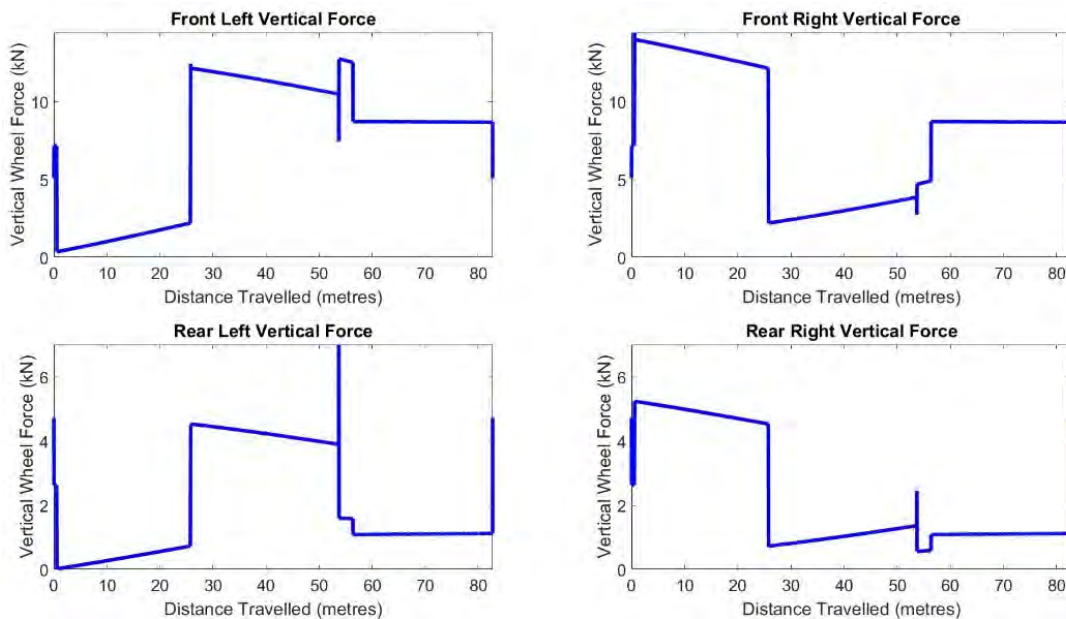 Front Left Vertical Force
Vertical Wheel Force (kN)
10
5
0
0 10 20 30 40 50 60 70 80
Distance Travelled (metres)
Front Right Vertical Force
Vertical Wheel Force (kN)
10
5
0
0 10 20 30 40 50 60 70 80
Distance Travelled (metres)
Rear Left Vertical Force
Vertical Wheel Force (kN)
6
4
2
0
0 10 20 30 40 50 60 70 80
Distance Travelled (metres)
Rear Right Vertical Force
Vertical Wheel Force (kN)
6
4
2
0
0 10 20 30 40 50 60 70 80
Distance Travelled (metres)